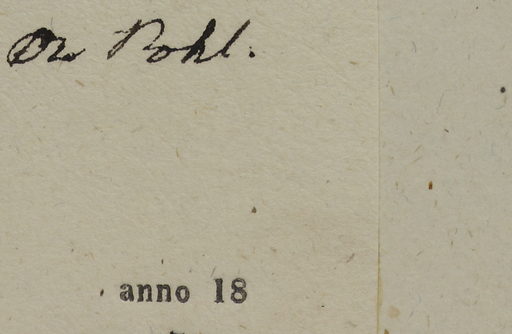 Dr Pohl.
anno 18